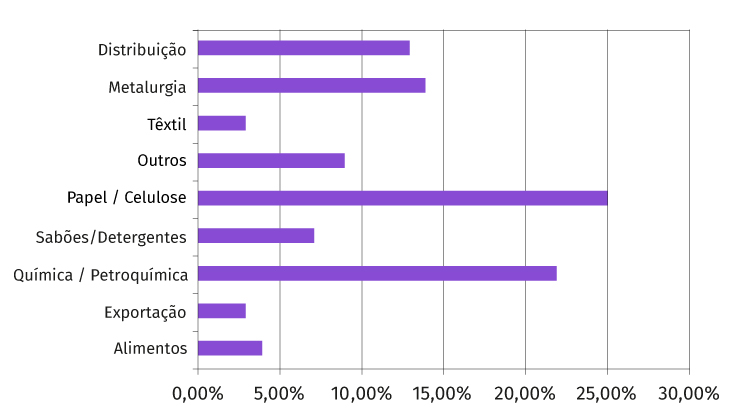 Distribuição
Metalurgia
Têxtil
Outros
Papel / Celulose
Sabões/Detergentes
Química / Petroquímica
Exportação
Alimentos
0,00% 5,00% 10,00% 15,00% 20,00% 25,00% 30,00%